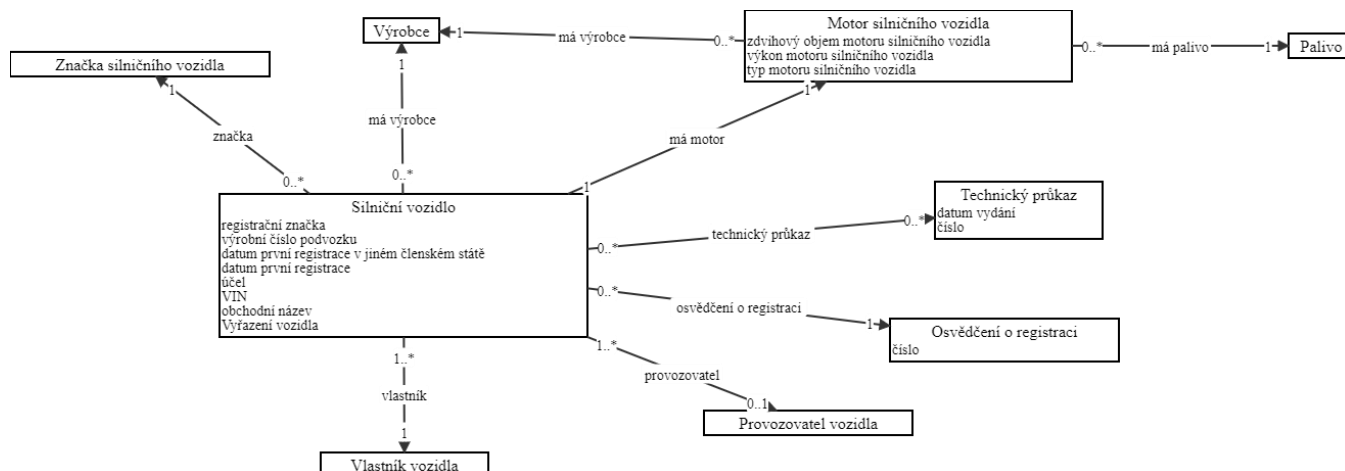 Motor silničního vozidla
zdvihový objem motoru silničního vozidla
výkon motoru silničního vozidla
typ motoru silničního vozidla
Výrobce
1
má výrobce
0..*
0..*
má palivo
1
Palivo
Značka silničního vozidla
1
značka
0..*
1
má výrobce
0..*
1
má motor
1
Silniční vozidlo
registrační značka
výrobní číslo podvozku
datum první registrace v jiném členském státě
datum první registrace
účel
VIN
obchodní název
Vyřazení vozidla
0..*
technický průkaz
0..*
Technický průkaz
datum vydání
číslo
0..*
osvědčení o registraci
1
Osvědčení o registraci
číslo
1..*
provozovatel
0..1
Provozovatel vozidla
1..*
vlastník
1
Vlastník vozidla